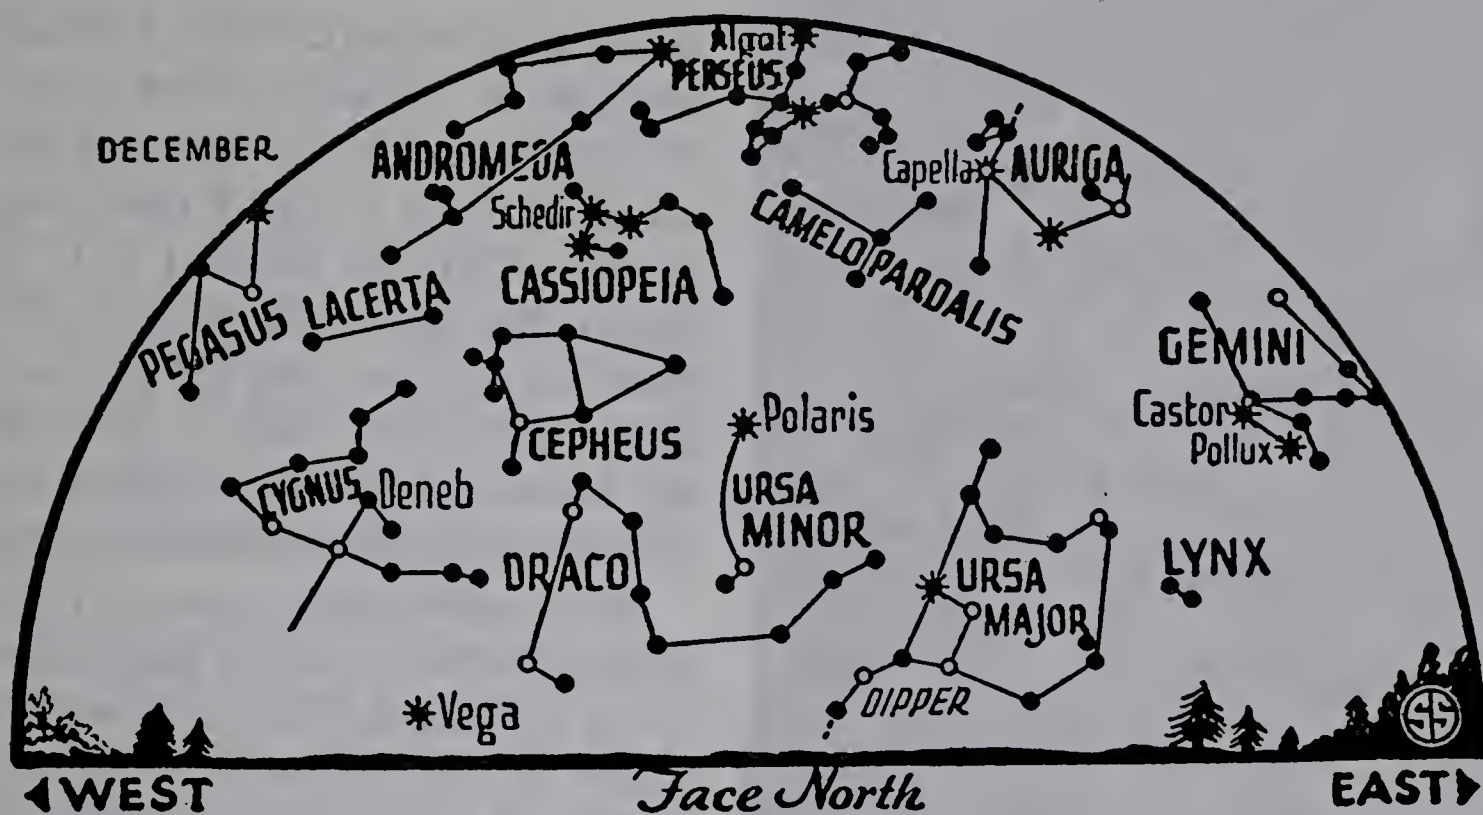 Algol
PERSEUS
DECEMBER
ANDROMEDA
Capella
AURIGA
Schedir
CAMELOPARDALIS
CASSIOPEIA
LACERTA
PEGASUS
GEMINI
Castor
Polaris
CEPHEUS
Pollux
CYGNUS
Deneb
URSA
MINOR
DRACO
LYNX
URSA
MAJOR
DIPPER
Vega
SS
WEST
Face North
EAST